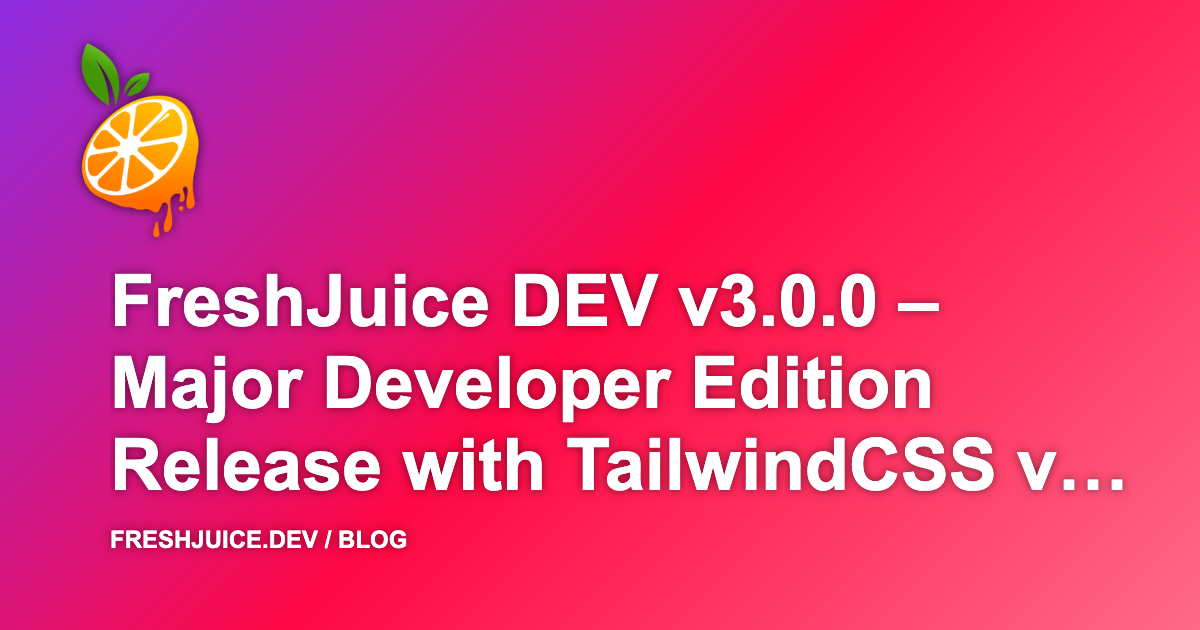 FreshJuice DEV v3.0.0 –
Major Developer Edition
Release with TailwindCSS v…
FRESHJUICE.DEV / BLOG